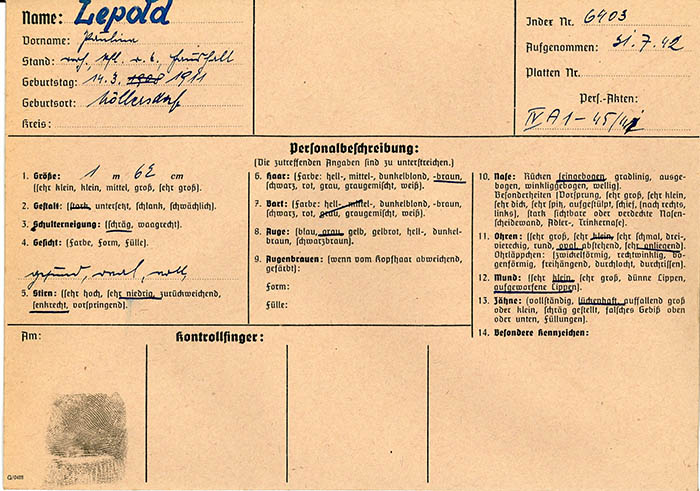 Name: Lepold
Vorname: Paulina
Stand: verh.
Geburtstag: 14.3. 1908 1911
Geburtsort: Möllersdorf
Kreis:
Index Nr. 6903
Aufgenommen: 31.7.42
Platten Nr.
Pers.-Akten:
IV A 1 – 45/42
Personalbeschreibung:
(Die zutreffenden Angaben sind zu unterstreichen.)
1. Größe: 1 m 62 cm
(sehr klein, klein, mittel, groß, sehr groß).
2. Gestalt: (stark, untersetzt, schlank, schwächlich).
3. Schulterneigung: (schräg, waagrecht).
4. Gesicht: (Farbe, Form, Fülle).
gesund, oval, voll
5. Stirn: (sehr hoch, sehr niedrig, zurückweichend,
senkrecht, vorspringend).
6. Haar: (Farbe: hell-, mittel-, dunkelblond, -braun,
schwarz, rot, grau, graugemischt, weiß).
7. Bart: (Farbe: hell-, mittel-, dunkelblond, -braun,
schwarz, rot, grau, graugemischt, weiß).
8. Auge: (blau, grau, gelb, gelbrot, hell-, dunkel-
braun, schwarzbraun).
9. Augenbrauen: (wenn vom Kopfhaar abweichend,
gefärbt):
Form:
Fülle:
10. Nase: Rücken (eingebogen, gradlinig, ausge-
bogen, winkliggebogen, wellig).
Besonderheiten (Vorsprung, sehr groß, sehr klein,
sehr dick, sehr spitz, aufgestülpt, schief, (nach rechts,
links), stark sichtbare oder verdeckte Nasen-
scheidewand, Adler-, Trinkernase).
11. Ohren: (sehr groß, sehr klein, sehr schmal, drei-
viereckig, rund, oval, abstehend, sehr anliegend)
Ohrläppchen: (zwickelförmig, rechtwinklig, bo-
genförmig, freihängend, durchlocht, durchrissen).
12. Mund: (sehr klein, sehr groß, dünne Lippen,
aufgeworfene Lippen).
13. Zähne: (vollständig, lückenhaft, auffallend groß
oder klein, schräg gestellt, falsches Gebiß oben
oder unten, Füllungen).
14. Besondere Kennzeichen:
Am:
Kontrollfinger: